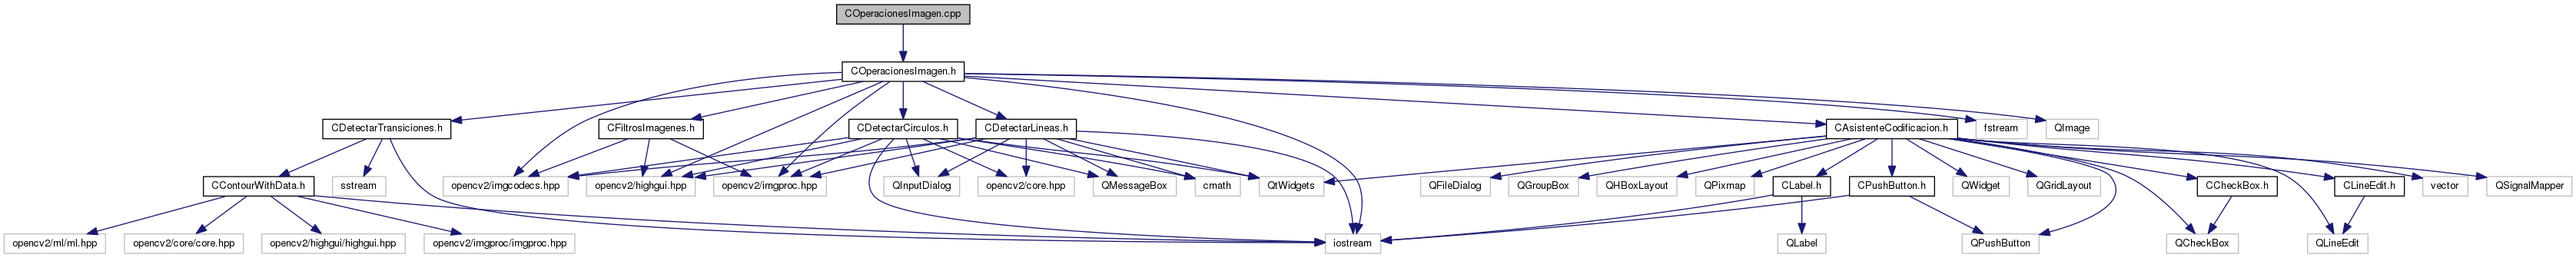 COperacionesImagen.cpp
COperacionesImagen.h
CDetectarTransiciones.h
CFiltrosImagenes.h
CDetectarCirculos.h
CDetectarLineas.h
CAsistenteCodificacion.h
fstream
QImage
CContourWithData.h
sstream
opencv2/imgcodecs.hpp
opencv2/highgui.hpp
opencv2/imgproc.hpp
QInputDialog
opencv2/core.hpp
QMessageBox
cmath
QtWidgets
QFileDialog
QGroupBox
QHBoxLayout
QPixmap
CLabel.h
CPushButton.h
QWidget
QGridLayout
CCheckBox.h
CLineEdit.h
vector
QSignalMapper
opencv2/ml/ml.hpp
opencv2/core/core.hpp
opencv2/highgui/highgui.hpp
opencv2/imgproc/imgproc.hpp
iostream
QLabel
QPushButton
QCheckBox
QLineEdit